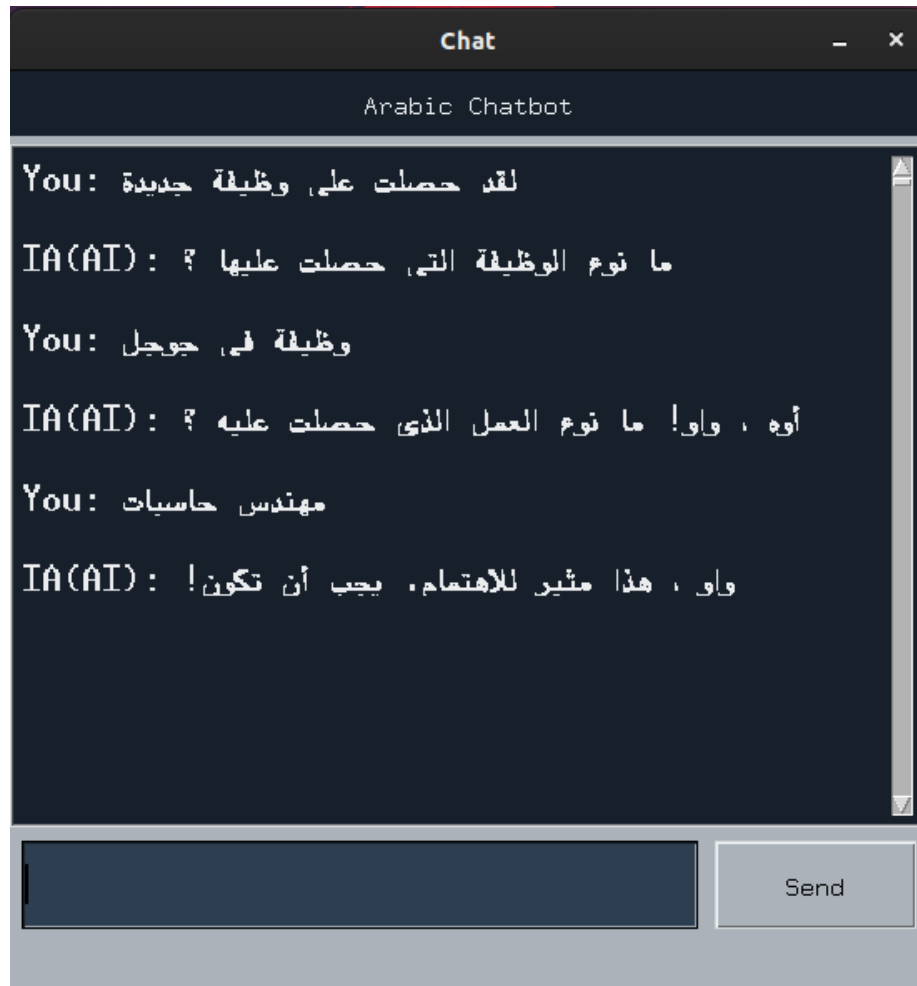 Chat
Arabic Chatbot
You: لقد حصلت على وظيفة جديدة
IA(AI): ما نوع الوظيفة التي حصلت عليها ؟
You: وظيفة في جوجل
IA(AI): أوه ، واو! ما نوع العمل الذى حصلت عليه ؟
You: مهندس حاسبات
IA(AI): واو ، هذا مثير للاهتمام. يجب أن تكون!
Send